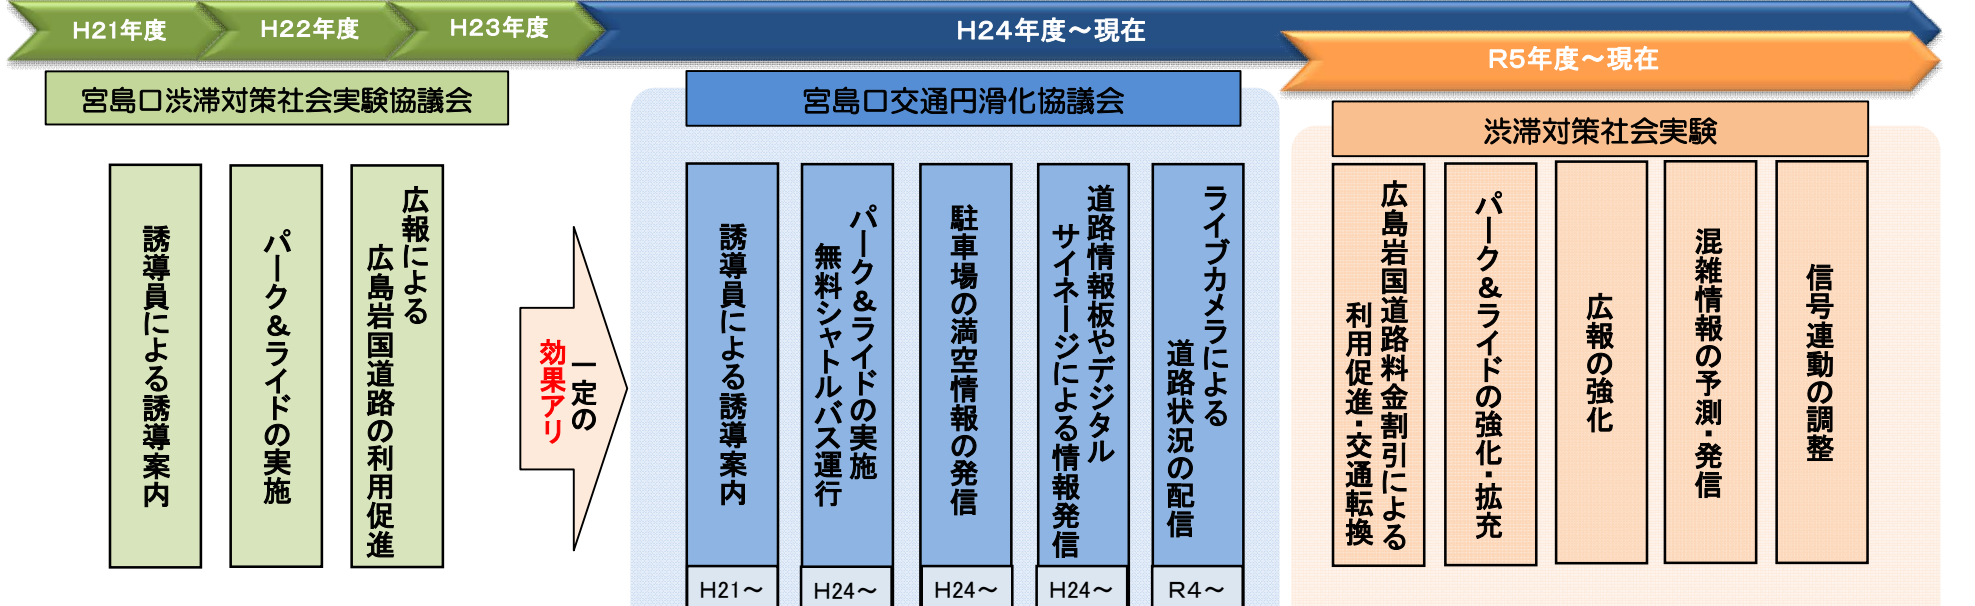 H21年度
H22年度
H23年度
H24年度～現在
R5年度～現在
宮島口渋滞対策社会実験協議会
誘導員による誘導案内
パーク＆ライドの実施
広報による
広島岩国道路の利用促進
一定の
効果アリ
宮島口交通円滑化協議会
誘導員による誘導案内
H21～
パーク＆ライドの実施
無料シャトルバス運行
H24～
駐車場の満空情報の発信
H24～
道路情報板やデジタル
サイネージによる情報発信
H24～
ライブカメラによる
道路状況の配信
R4～
渋滞対策社会実験
広島岩国道路料金割引による
利用促進・交通転換
パーク＆ライドの強化・拡充
広報の強化
混雑情報の予測・発信
信号連動の調整